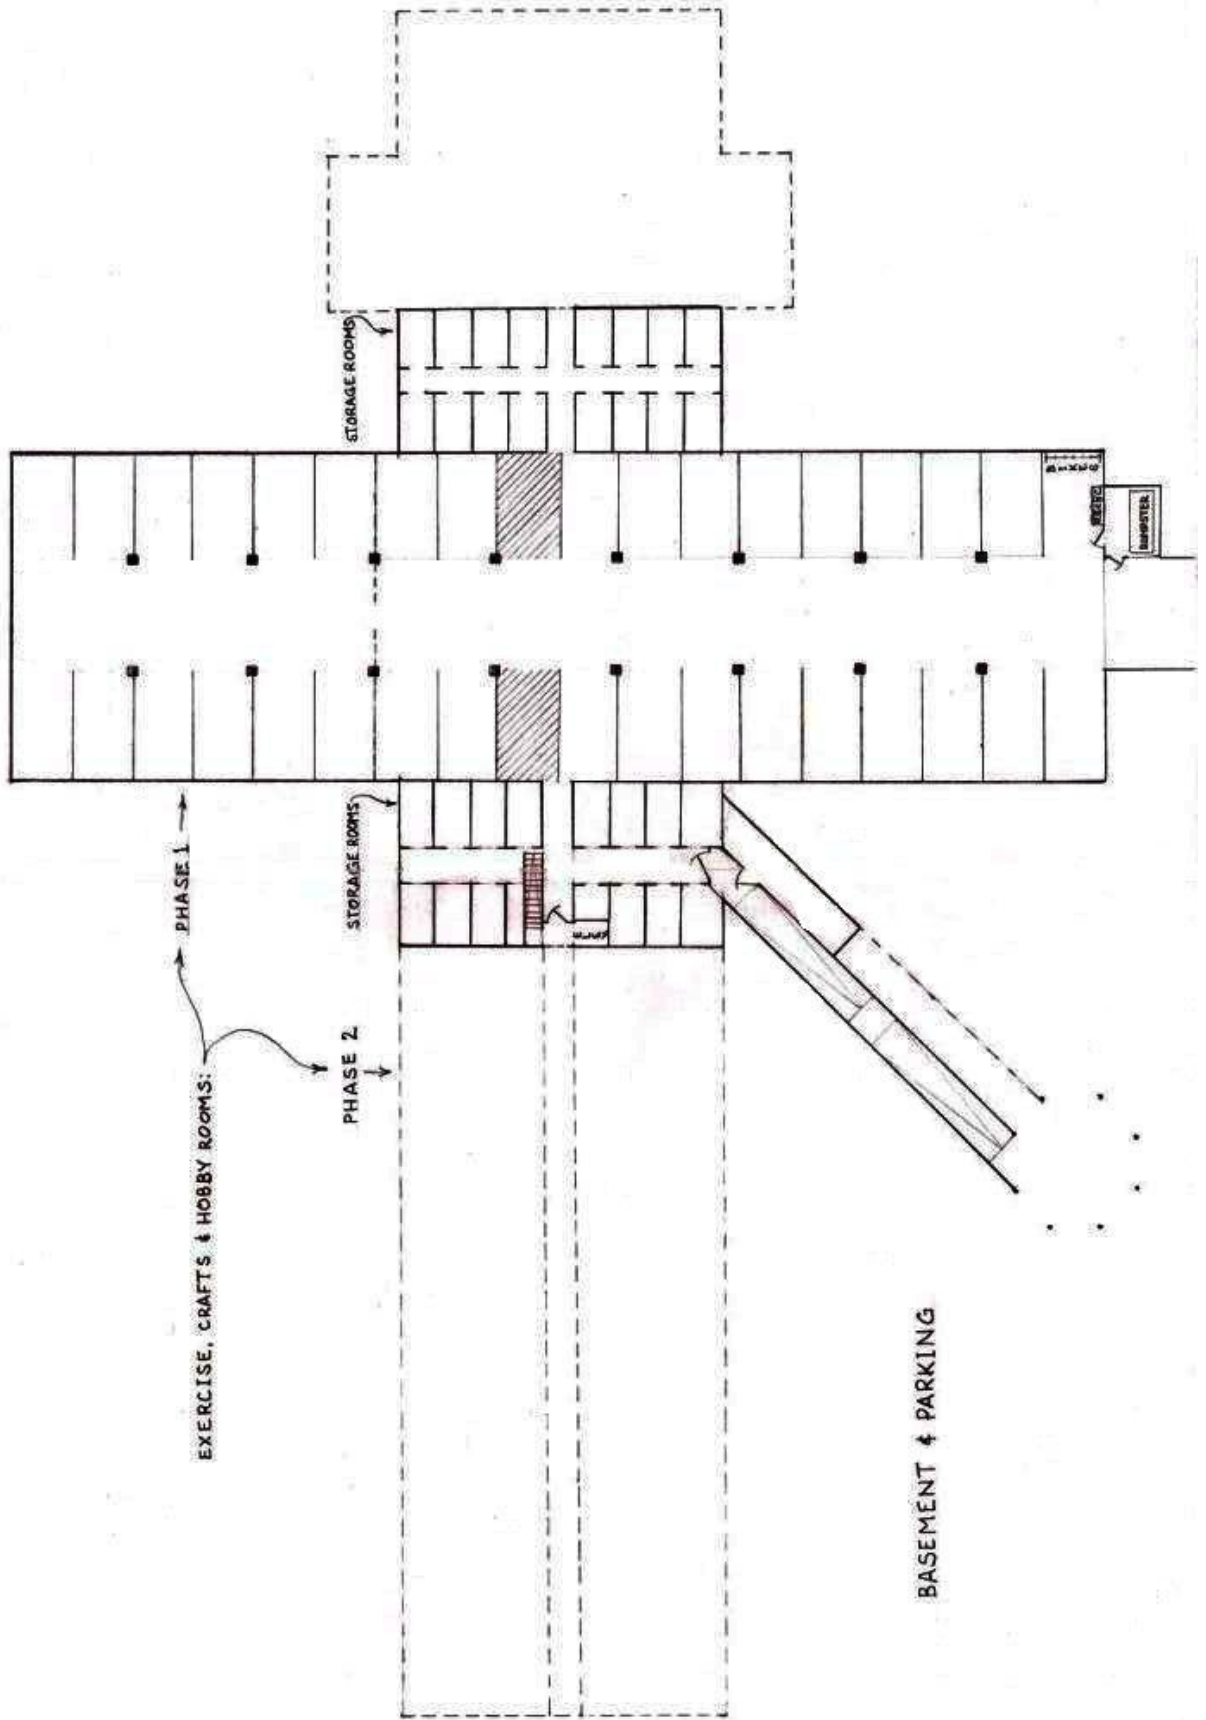 EXERCISE, CRAFTS & HOBBY ROOMS:
PHASE 1
PHASE 2
STORAGE ROOMS
STORAGE ROOMS
BIKES
DUMPSTER
BASEMENT & PARKING